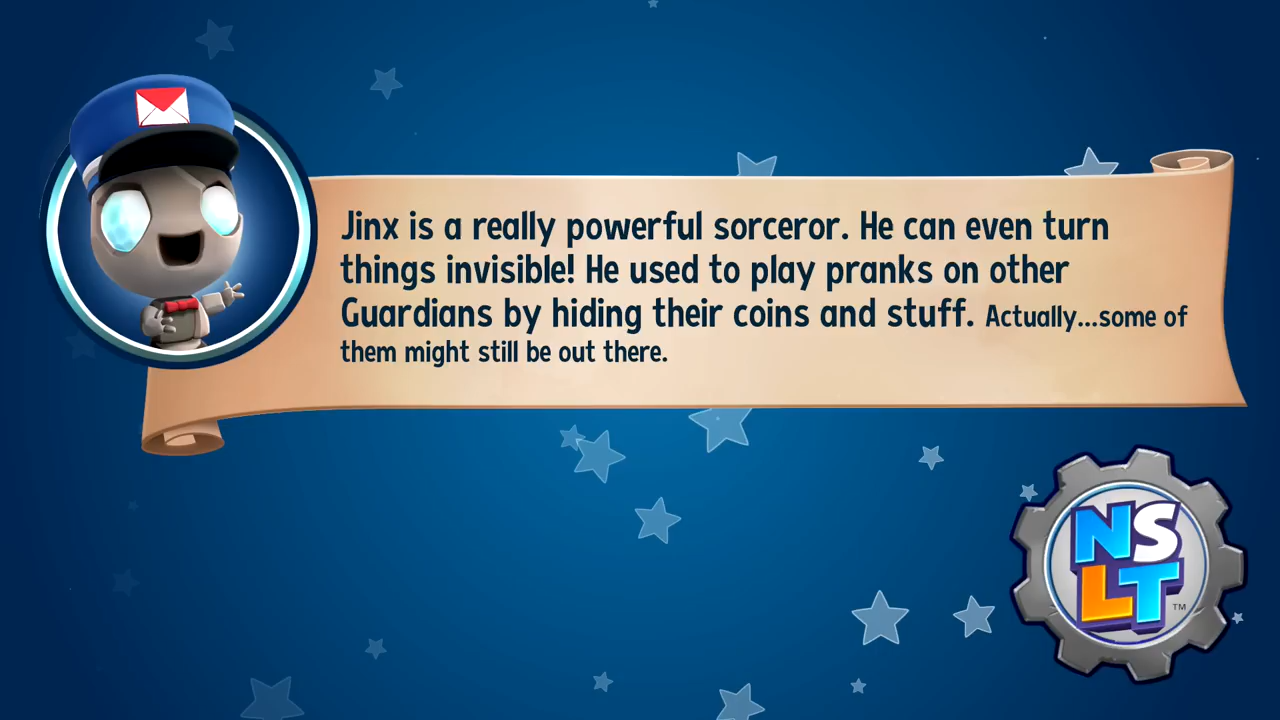 Jinx is a really powerful sorceror. He can even turn
things invisible! He used to play pranks on other
Guardians by hiding their coins and stuff. Actually...some of
them might still be out there.
NS
LT
TM